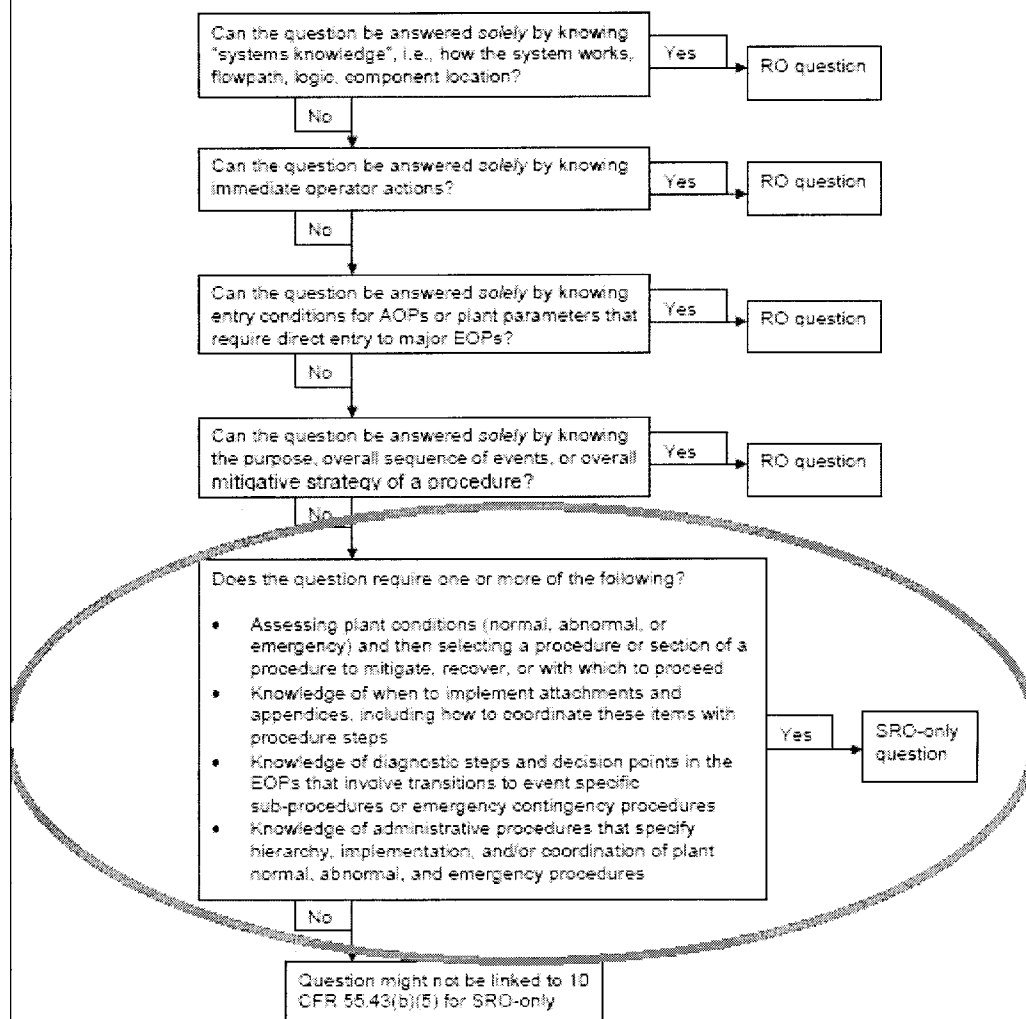 Can the question be answered solely by knowing
"systems knowledge", i.e., how the system works,
flowpath, logic, component location?
Yes
RO question
No
Can the question be answered solely by knowing
immediate operator actions?
Yes
RO question
No
Can the question be answered solely by knowing
entry conditions for AOPs or plant parameters that
require direct entry to major EOPs?
Yes
RO question
No
Can the question be answered solely by knowing
the purpose, overall sequence of events, or overall
mitigative strategy of a procedure?
Yes
RO question
No
Does the question require one or more of the following?
• Assessing plant conditions (normal, abnormal, or
emergency) and then selecting a procedure or section of a
procedure to mitigate, recover, or with which to proceed
• Knowledge of when to implement attachments and
appendices, including how to coordinate these items with
procedure steps
• Knowledge of diagnostic steps and decision points in the
EOPs that involve transitions to event specific
sub-procedures or emergency contingency procedures
• Knowledge of administrative procedures that specify
hierarchy, implementation, and/or coordination of plant
normal, abnormal, and emergency procedures
Yes
SRO-only
question
No
Question might not be linked to 10
CFR 55.43(b)(5) for SRO-only